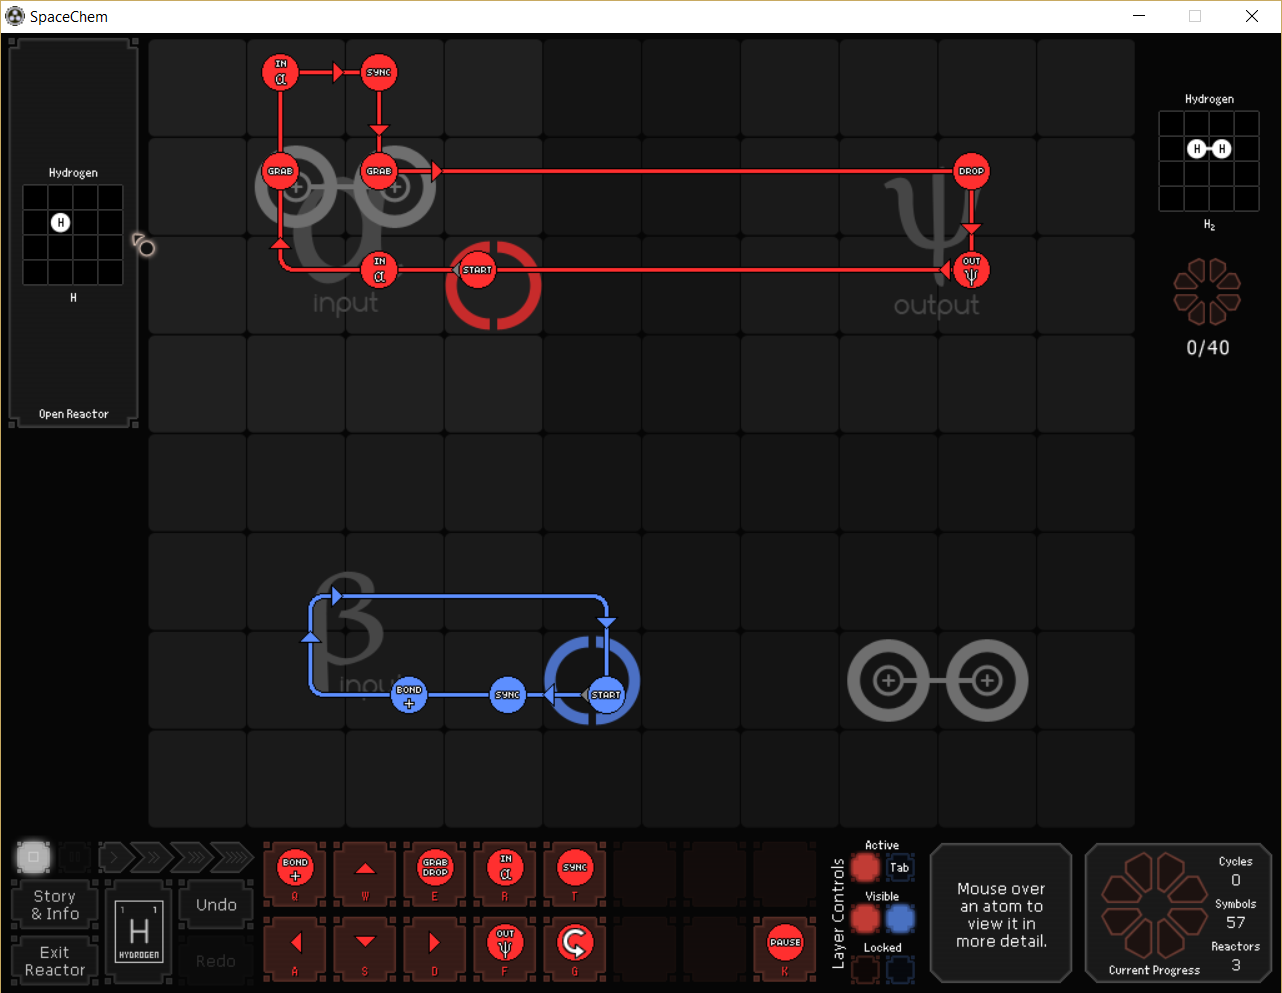 SpaceChem
Hydrogen
H
H
Open Reactor
IN
α
SYNC
GRAB
GRAB
DROP
IN
α
START
OUT
ψ
α
input
ψ
output
β
input
BOND
+
SYNC
START
Hydrogen
H H
H₂
0/40
Story
& Info
Exit
Reactor
1 1
H
HYDROGEN
Undo
Redo
BOND
+
Q
W
GRAB
DROP
E
IN
α
R
SYNC
T
A
S
D
OUT
ψ
F
G
PAUSE
K
Layer Controls
Active
Tab
Visible
Locked
Mouse over
an atom to
view it in
more detail.
Cycles
0
Symbols
57
Reactors
3
Current Progress